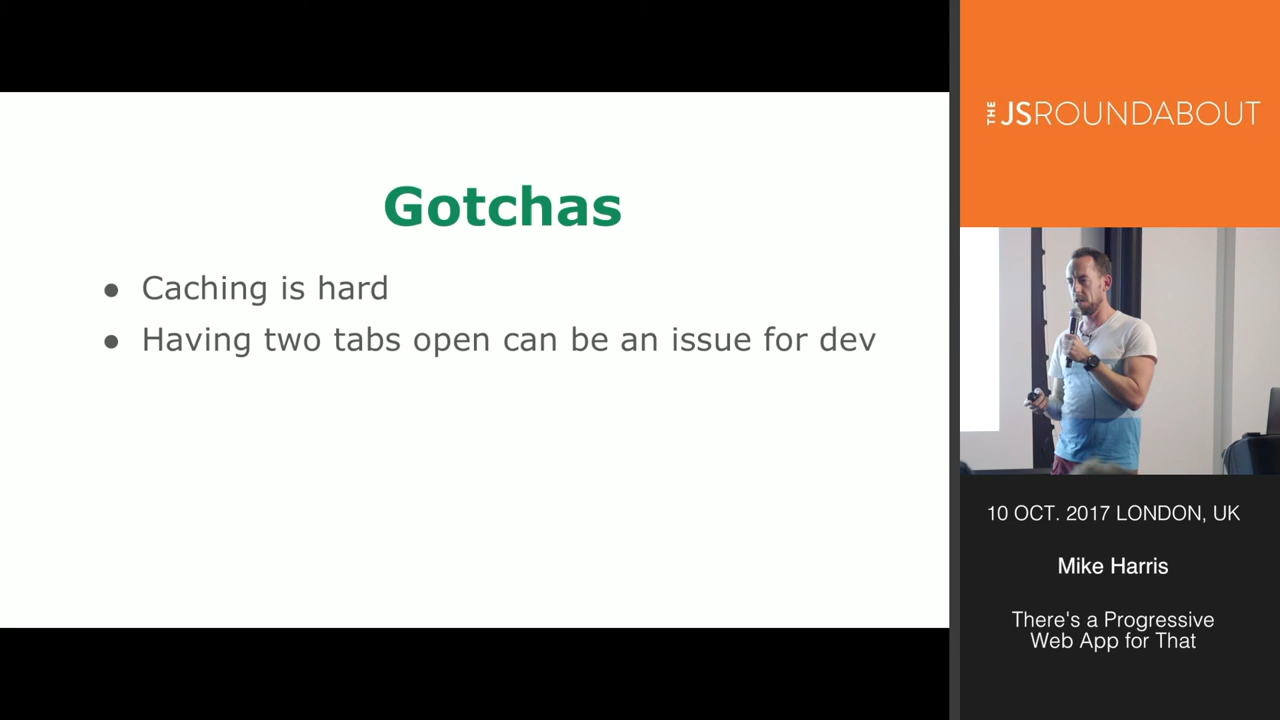 Gotchas
● Caching is hard
● Having two tabs open can be an issue for dev
THE JSROUNDABOUT
10 OCT. 2017 LONDON, UK
Mike Harris
There's a Progressive
Web App for That